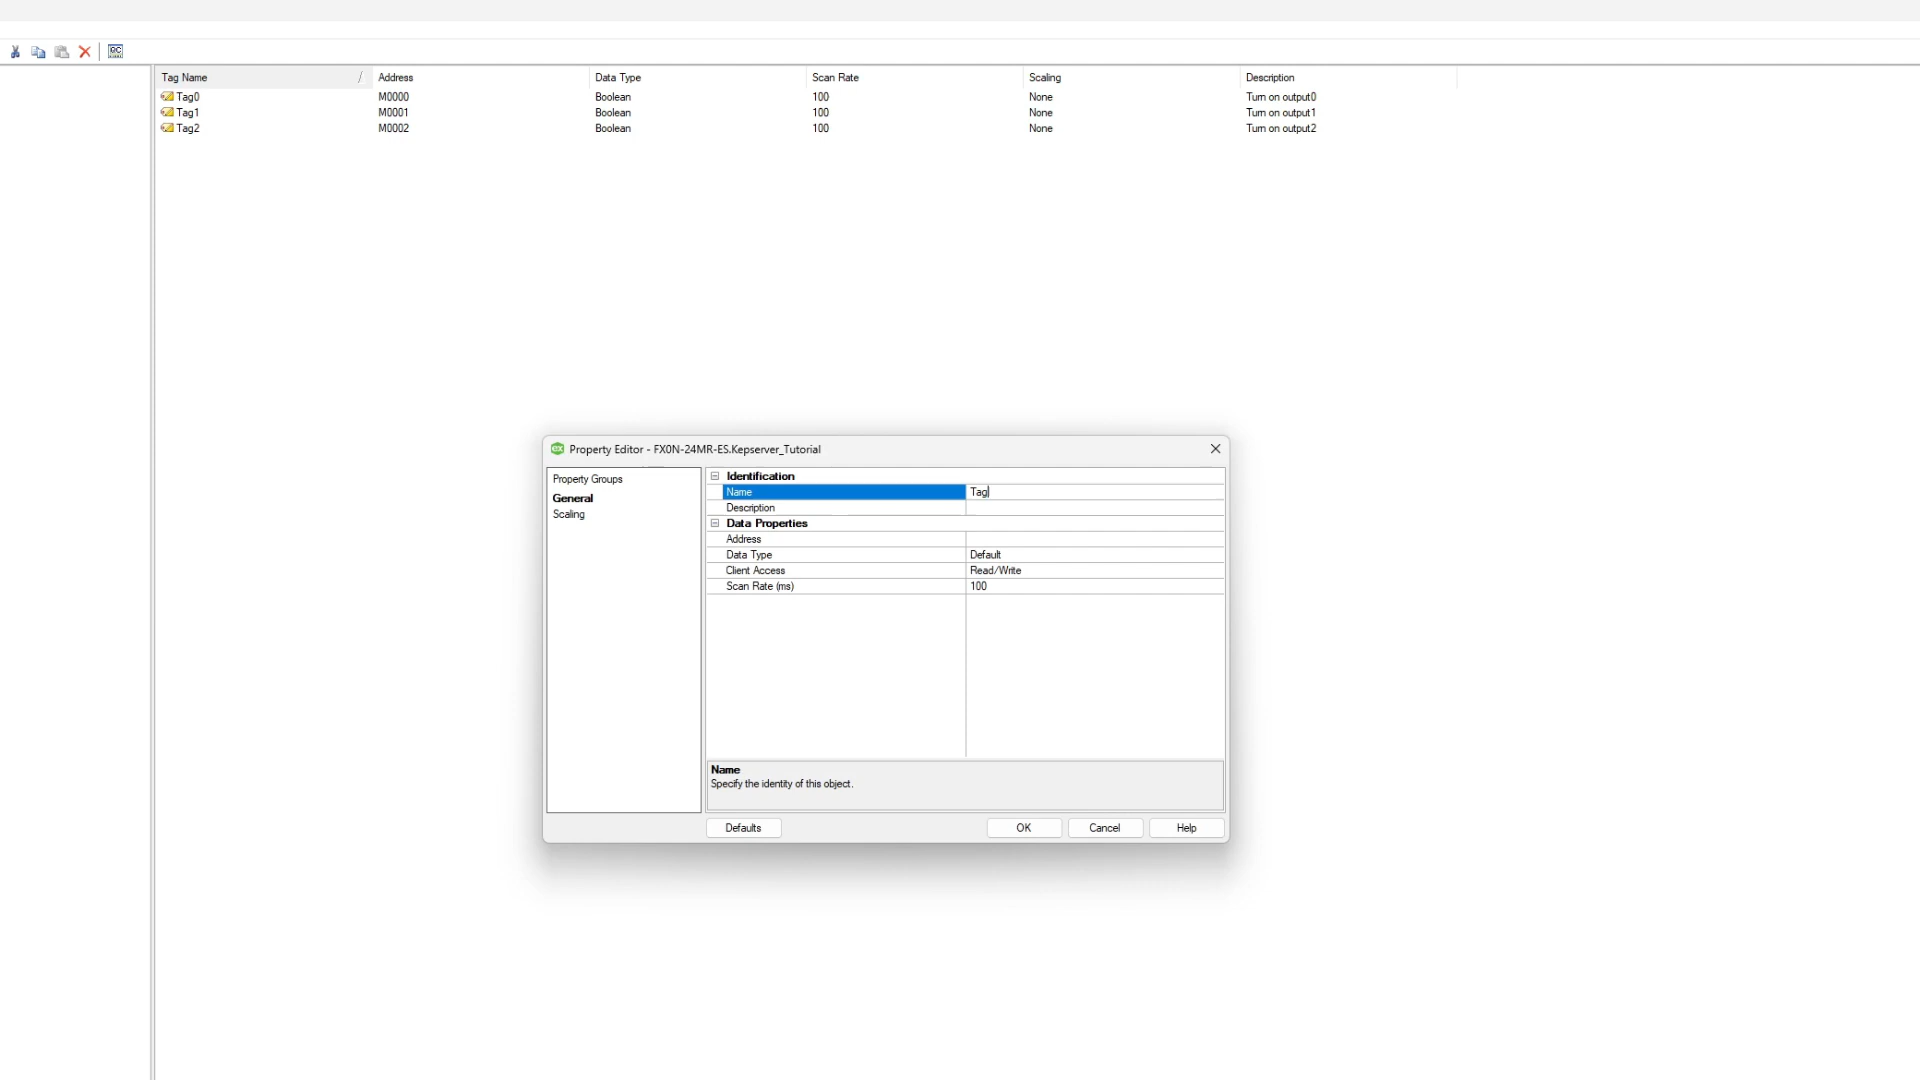 QC
Tag Name / Address Data Type Scan Rate Scaling Description
Tag0 M0000 Boolean 100 None Turn on output0
Tag1 M0001 Boolean 100 None Turn on output1
Tag2 M0002 Boolean 100 None Turn on output2
ex Property Editor - FX0N-24MR-ES.Kepserver_Tutorial
Property Groups
General
Scaling
Identification
Name Tag
Description
Data Properties
Address
Data Type Default
Client Access Read/Write
Scan Rate (ms) 100
Name
Specify the identity of this object.
Defaults OK Cancel Help